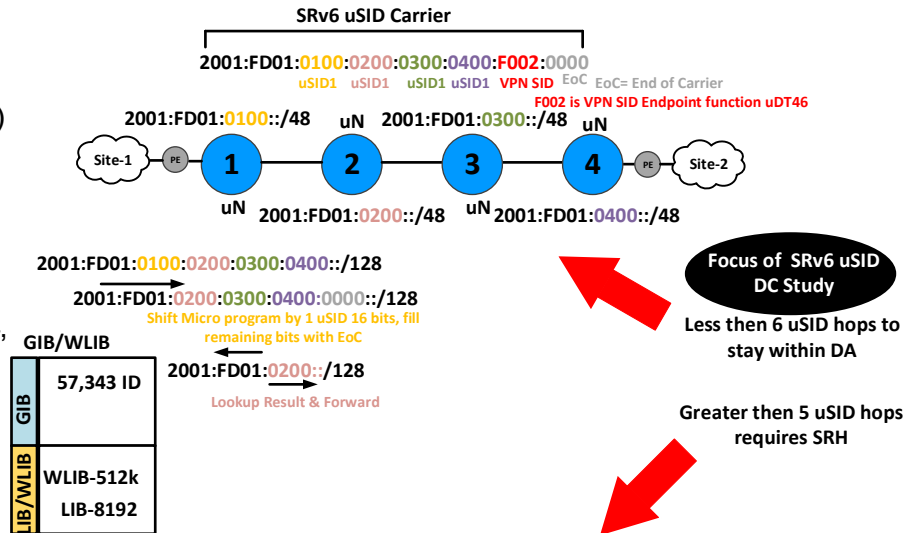 SRv6 uSID Carrier
2001:FD01:0100:0200:0300:0400:F002:0000
uSID1 uSID1 uSID1 uSID1 VPN SID EoC EoC= End of Carrier
F002 is VPN SID Endpoint function uDT46
)
2001:FD01:0100::/48 uN 2001:FD01:0300::/48 uN
Site-1 PE 1 2 3 4 PE Site-2
uN uN
2001:FD01:0200::/48 2001:FD01:0400::/48
2001:FD01:0100:0200:0300:0400::/128
2001:FD01:0200:0300:0400:0000::/128
Shift Micro program by 1 uSID 16 bits, fill
remaining bits with EoC
2001:FD01:0200::/128
Lookup Result & Forward
Focus of SRv6 uSID
DC Study
Less then 6 uSID hops to
stay within DA
Greater then 5 uSID hops
requires SRH
,
GIB/WLIB
GIB
57,343 ID
LIB/WLIB
WLIB-512k
LIB-8192